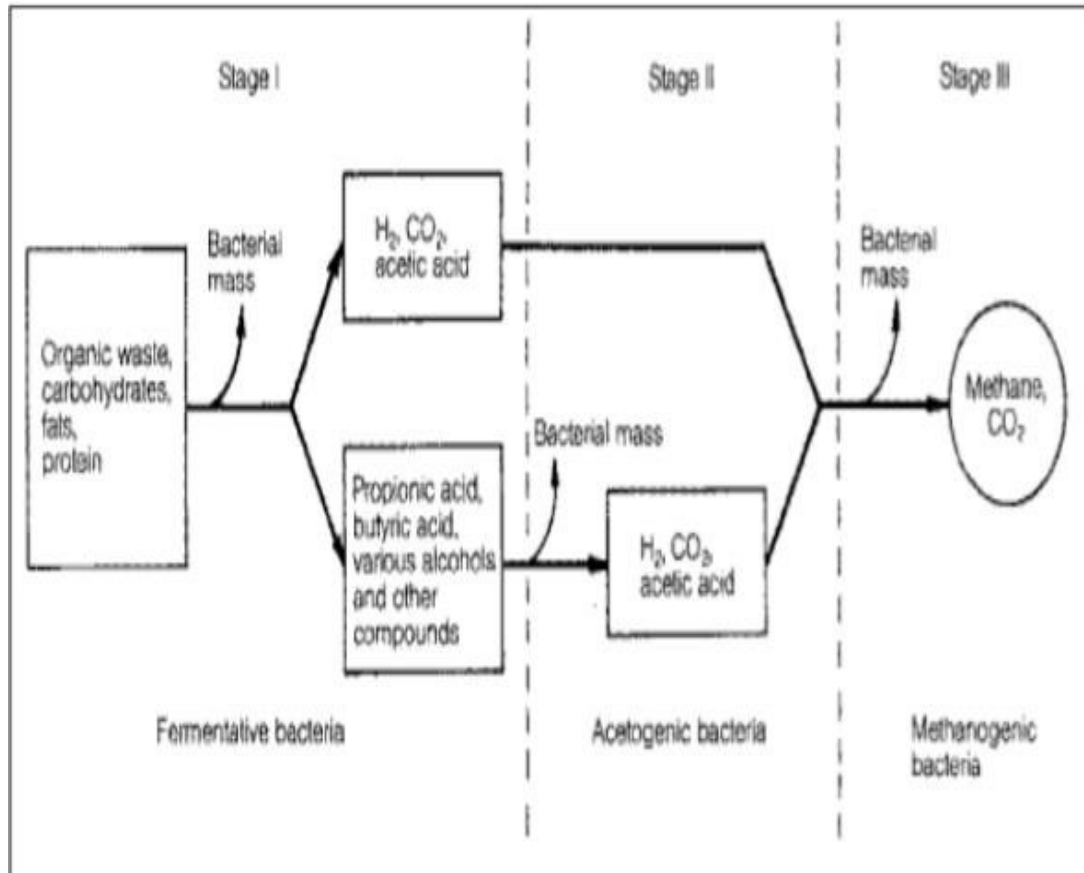 Stage I
Stage II
Stage III
Organic waste,
carbohydrates,
fats,
protein
Bacterial
mass
H₂, CO₂,
acetic acid
Propionic acid,
butyric acid,
various alcohols
and other
compounds
Bacterial mass
H₂, CO₂,
acetic acid
Bacterial
mass
Methane,
CO₂
Fermentative bacteria
Acetogenic bacteria
Methanogenic
bacteria